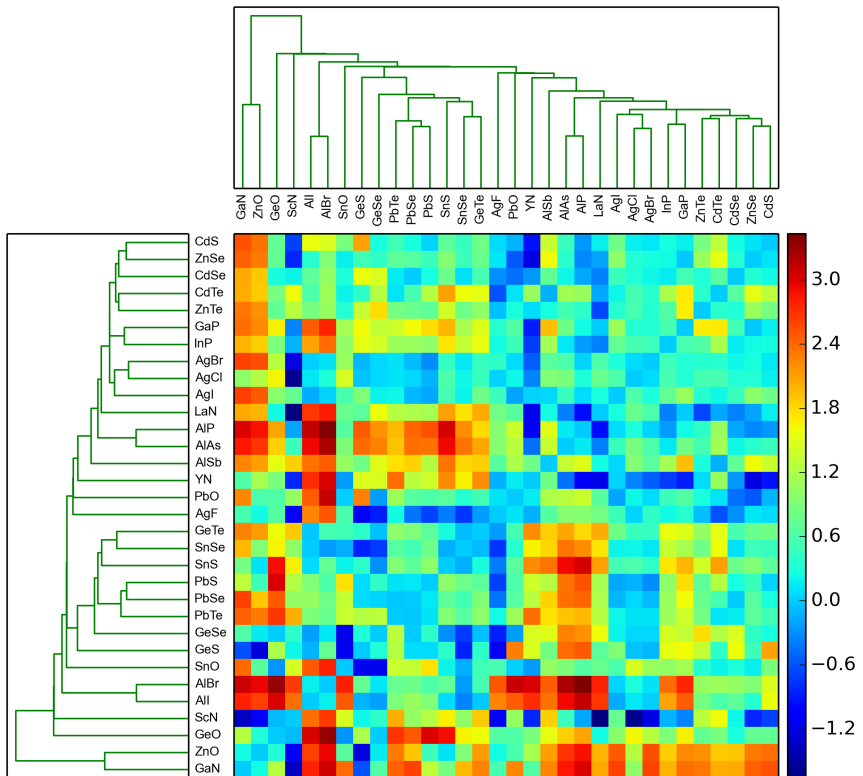 GaN ZnO GeO ScN AlI AlBr SnO GeS GeSe PbTe PbSe PbS SnS SnSe GeTe AgF PbO YN AlSb AlAs AlP LaN AgI AgCl AgBr InP GaP ZnTe CdTe CdSe ZnSe CdS
CdS
ZnSe
CdSe
CdTe
ZnTe
GaP
InP
AgBr
AgCl
AgI
LaN
AlP
AlAs
AlSb
YN
PbO
AgF
GeTe
SnSe
SnS
PbS
PbSe
PbTe
GeSe
GeS
SnO
AlBr
AlI
ScN
GeO
ZnO
GaN
3.0
2.4
1.8
1.2
0.6
0.0
−0.6
−1.2